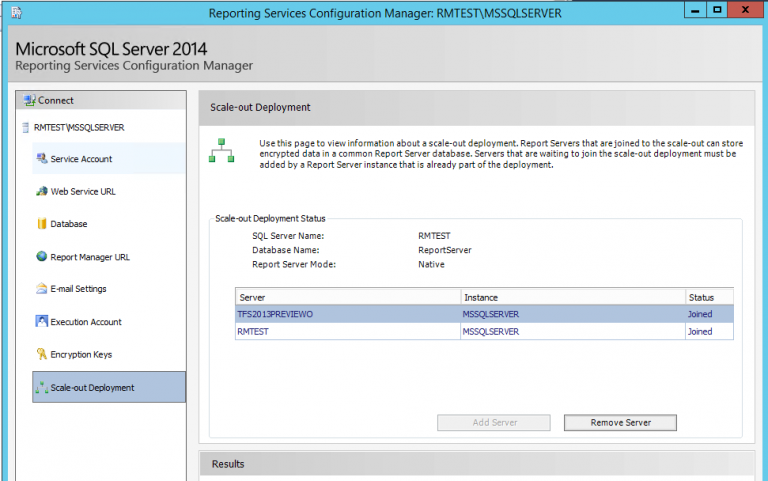 Reporting Services Configuration Manager: RMTEST\MSSQLSERVER
Microsoft SQL Server 2014
Reporting Services Configuration Manager
Connect
RMTEST\MSSQLSERVER
Service Account
Web Service URL
Database
Report Manager URL
E-mail Settings
Execution Account
Encryption Keys
Scale-out Deployment
Scale-out Deployment
Use this page to view information about a scale-out deployment. Report Servers that are joined to the scale-out can store
encrypted data in a common Report Server database. Servers that are waiting to join the scale-out deployment must be
added by a Report Server instance that is already part of the deployment.
Scale-out Deployment Status
SQL Server Name: RMTEST
Database Name: ReportServer
Report Server Mode: Native
Server Instance Status
TFS2013PREVIEWO MSSQLSERVER Joined
RMTEST MSSQLSERVER Joined
Add Server Remove Server
Results